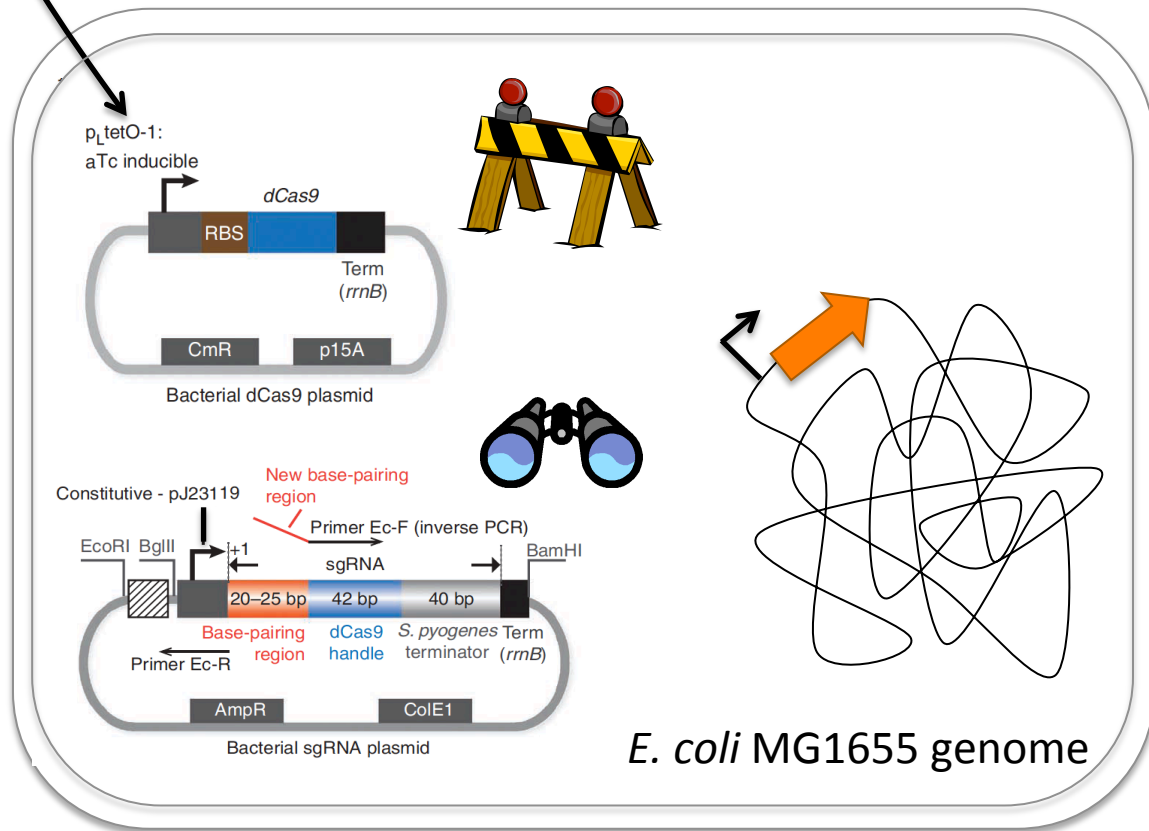 pLtetO-1:
aTc inducible
dCas9
RBS
Term
(rrnB)
CmR
p15A
Bacterial dCas9 plasmid
New base-pairing
region
Constitutive - pJ23119
Primer Ec-F (inverse PCR)
EcoRI
BglII
+1
sgRNA
BamHI
20–25 bp
42 bp
40 bp
Base-pairing
region
dCas9
handle
S. pyogenes
terminator
Term
(rrnB)
Primer Ec-R
AmpR
ColE1
Bacterial sgRNA plasmid
E. coli MG1655 genome